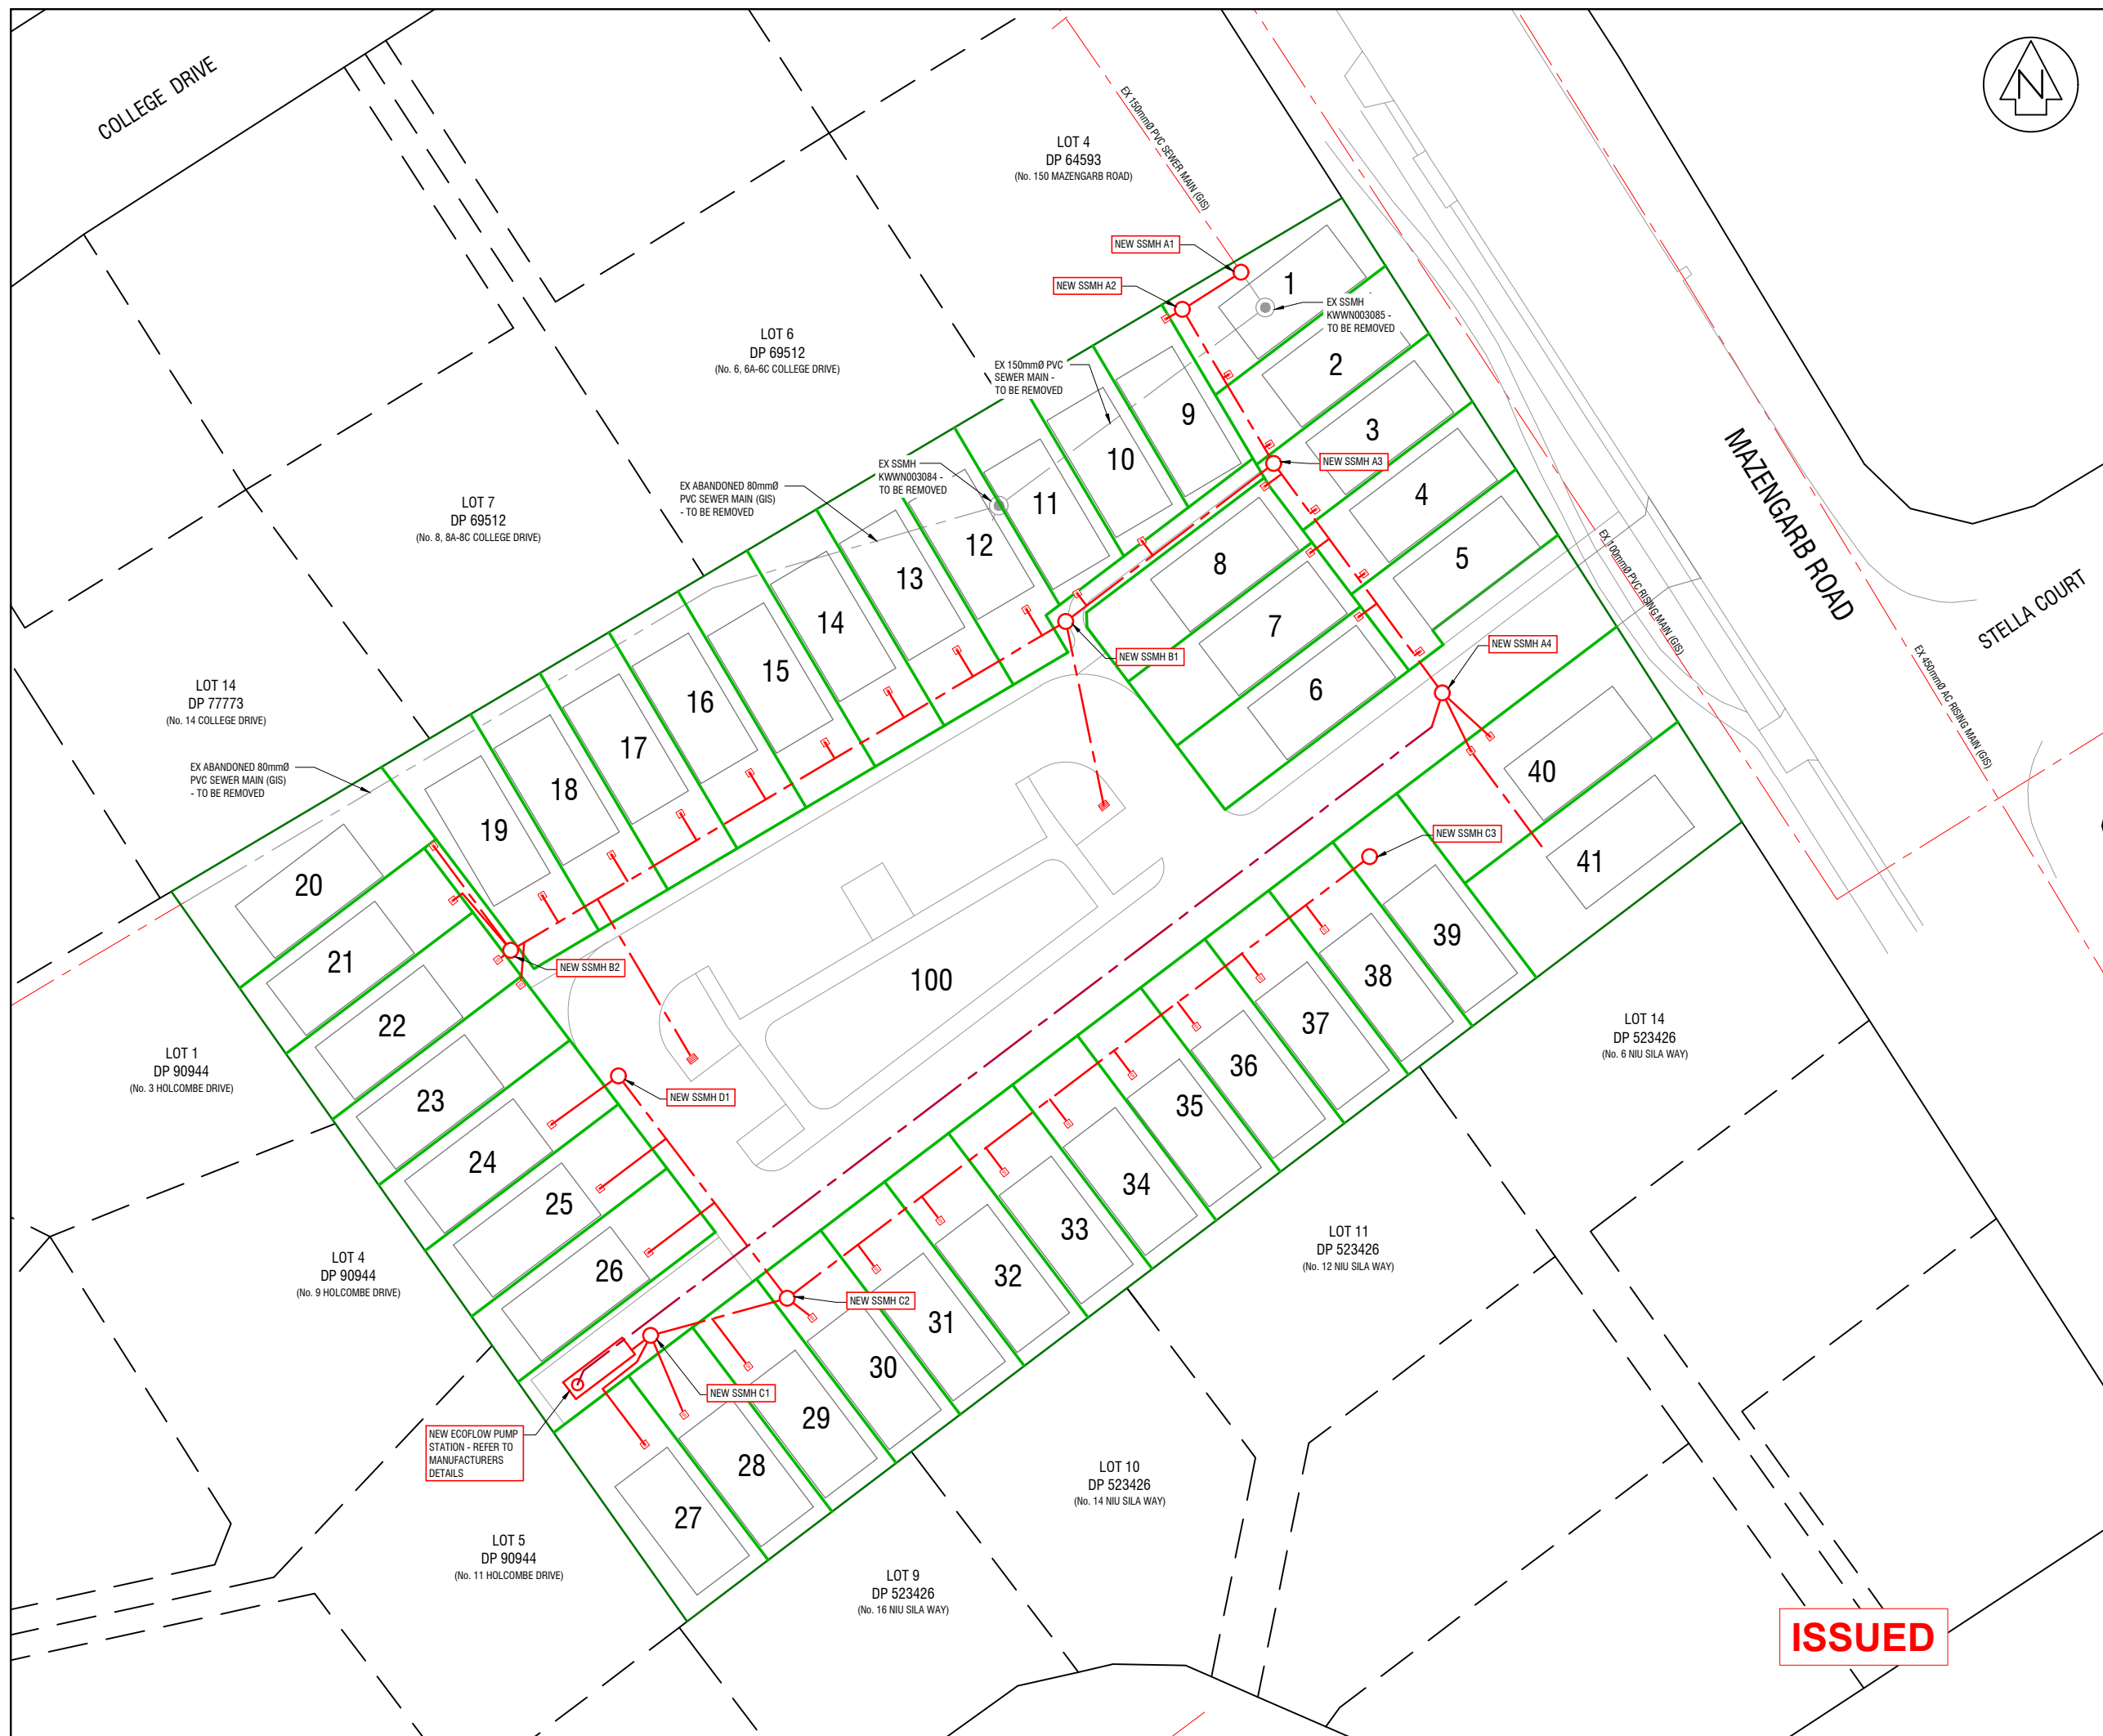 COLLEGE DRIVE
N
LOT 4
DP 64593
(No. 150 MAZENGARB ROAD)
EX 150mmØ PVC SEWER MAIN (GIS)
NEW SSMH A1
NEW SSMH A2
1
EX SSMH
KWWN003085 -
TO BE REMOVED
LOT 6
DP 69512
(No. 6, 6A-6C COLLEGE DRIVE)
EX 150mmØ PVC
SEWER MAIN -
TO BE REMOVED
2
9
3
10
NEW SSMH A3
EX SSMH
KWWN003084 -
TO BE REMOVED
EX ABANDONED 80mmØ
PVC SEWER MAIN (GIS)
- TO BE REMOVED
LOT 7
DP 69512
(No. 8, 8A-8C COLLEGE DRIVE)
11
4
12
13
8
5
MAZENGARB ROAD
EX 100mmØ PVC RISING MAIN (GIS)
STELLA COURT
14
7
NEW SSMH B1
NEW SSMH A4
EX 450mmØ AC RISING MAIN (GIS)
15
6
LOT 14
DP 77773
(No. 14 COLLEGE DRIVE)
16
17
EX ABANDONED 80mmØ
PVC SEWER MAIN (GIS)
- TO BE REMOVED
18
40
19
NEW SSMH C3
41
20
39
21
NEW SSMH B2
100
38
22
37
LOT 14
DP 523426
(No. 6 NIU SILA WAY)
LOT 1
DP 90944
(No. 3 HOLCOMBE DRIVE)
36
23
NEW SSMH D1
35
24
34
25
33
LOT 11
DP 523426
(No. 12 NIU SILA WAY)
LOT 4
DP 90944
(No. 9 HOLCOMBE DRIVE)
26
32
NEW SSMH C2
31
30
NEW SSMH C1
29
NEW ECOFLOW PUMP
STATION - REFER TO
MANUFACTURERS
DETAILS
28
LOT 10
DP 523426
(No. 14 NIU SILA WAY)
27
LOT 5
DP 90944
(No. 11 HOLCOMBE DRIVE)
LOT 9
DP 523426
(No. 16 NIU SILA WAY)
ISSUED